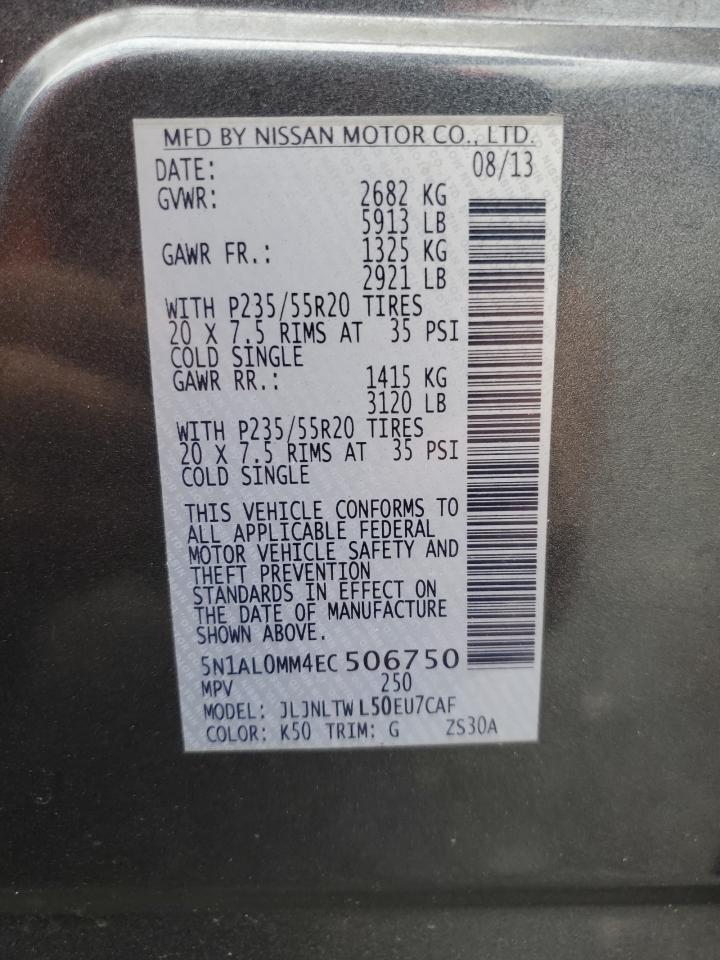 MFD BY NISSAN MOTOR CO., LTD.
DATE: 08/13
GVWR: 2682 KG
5913 LB
GAWR FR.: 1325 KG
2921 LB
WITH P235/55R20 TIRES
20 X 7.5 RIMS AT 35 PSI
COLD SINGLE
GAWR RR.: 1415 KG
3120 LB
WITH P235/55R20 TIRES
20 X 7.5 RIMS AT 35 PSI
COLD SINGLE
THIS VEHICLE CONFORMS TO
ALL APPLICABLE FEDERAL
MOTOR VEHICLE SAFETY AND
THEFT PREVENTION
STANDARDS IN EFFECT ON
THE DATE OF MANUFACTURE
SHOWN ABOVE.
5N1AL0MM4EC 506750
MPV 250
MODEL: JLJNLTW L50EU7CAF
COLOR: K50 TRIM: G ZS30A